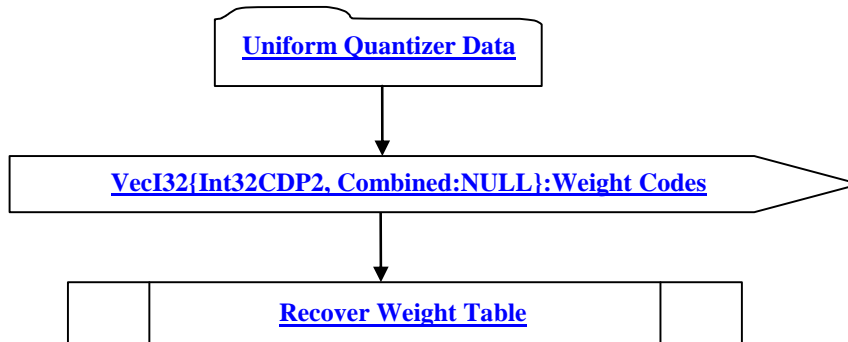 Uniform Quantizer Data
VecI32{Int32CDP2, Combined:NULL}:Weight Codes
Recover Weight Table